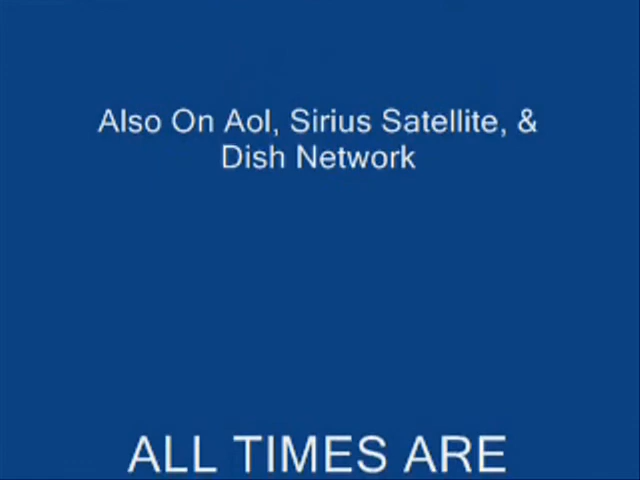 Also On Aol, Sirius Satellite, &
Dish Network
ALL TIMES ARE